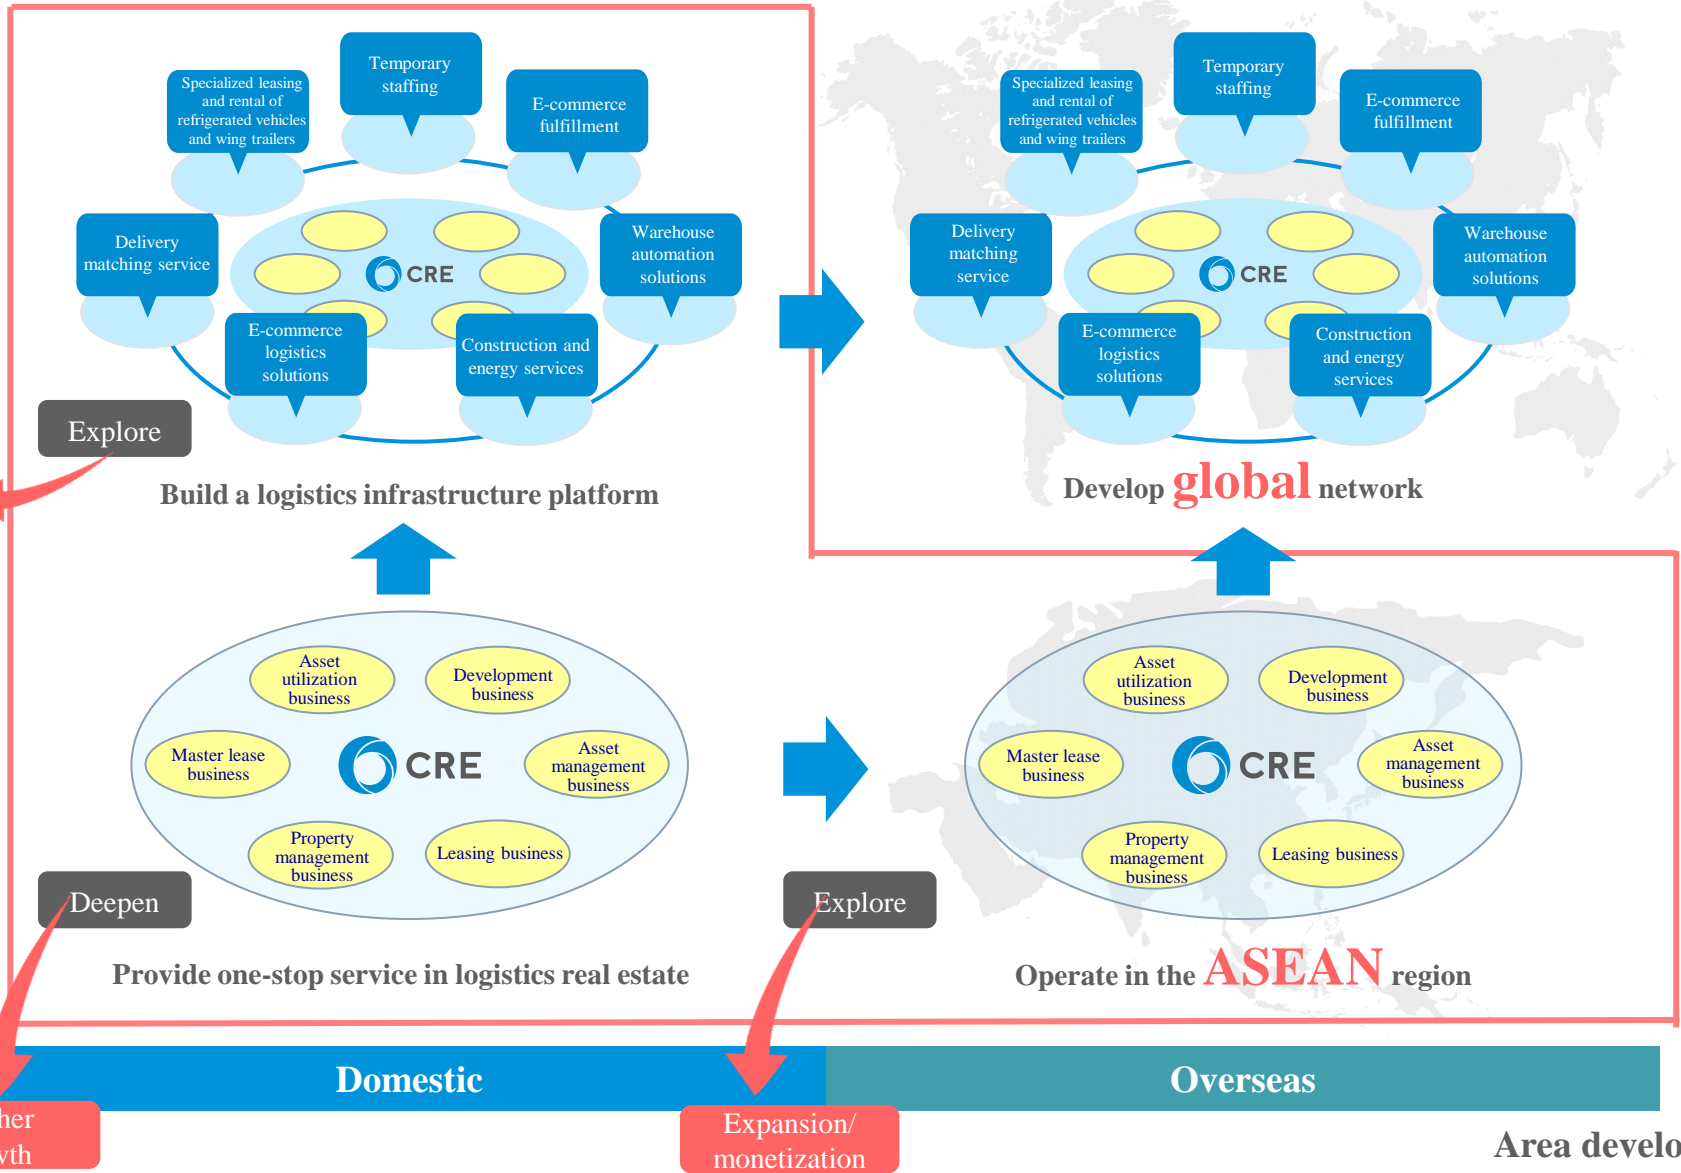 Temporary
staffing
Specialized leasing
and rental of
refrigerated vehicles
and wing trailers
E-commerce
fulfillment
Delivery
matching service
CRE
Warehouse
automation
solutions
E-commerce
logistics
solutions
Construction and
energy services
Explore
Build a logistics infrastructure platform
Temporary
staffing
Specialized leasing
and rental of
refrigerated vehicles
and wing trailers
E-commerce
fulfillment
Delivery
matching
service
CRE
Warehouse
automation
solutions
E-commerce
logistics
solutions
Construction
and energy
services
Develop global network
Asset
utilization
business
Development
business
Master lease
business
CRE
Asset
management
business
Property
management
business
Leasing business
Deepen
Provide one-stop service in logistics real estate
Asset
utilization
business
Development
business
Master lease
business
CRE
Asset
management
business
Property
management
business
Leasing business
Explore
Operate in the ASEAN region
Domestic
Overseas
Expansion/
monetization
Area